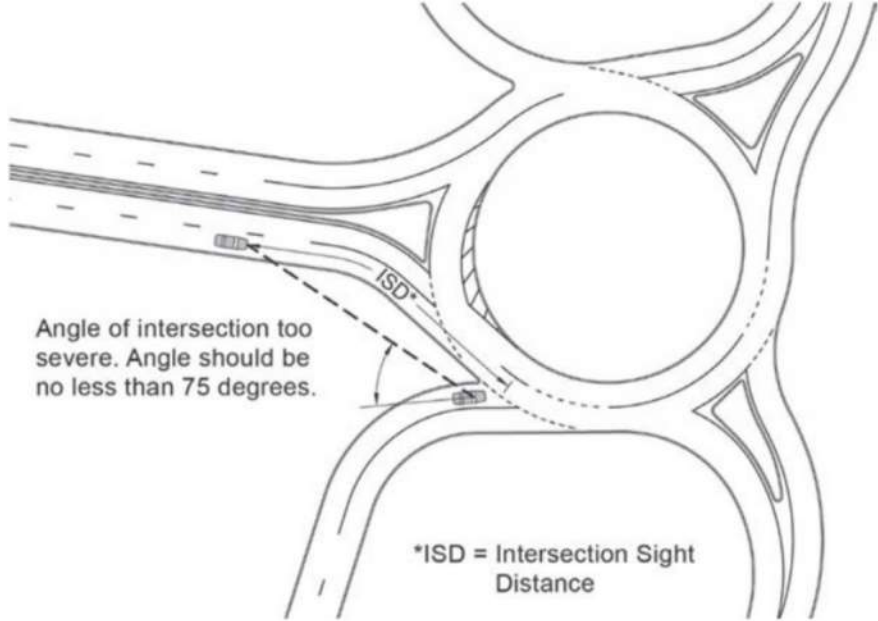 ISD*
Angle of intersection too
severe. Angle should be
no less than 75 degrees.
*ISD = Intersection Sight
Distance